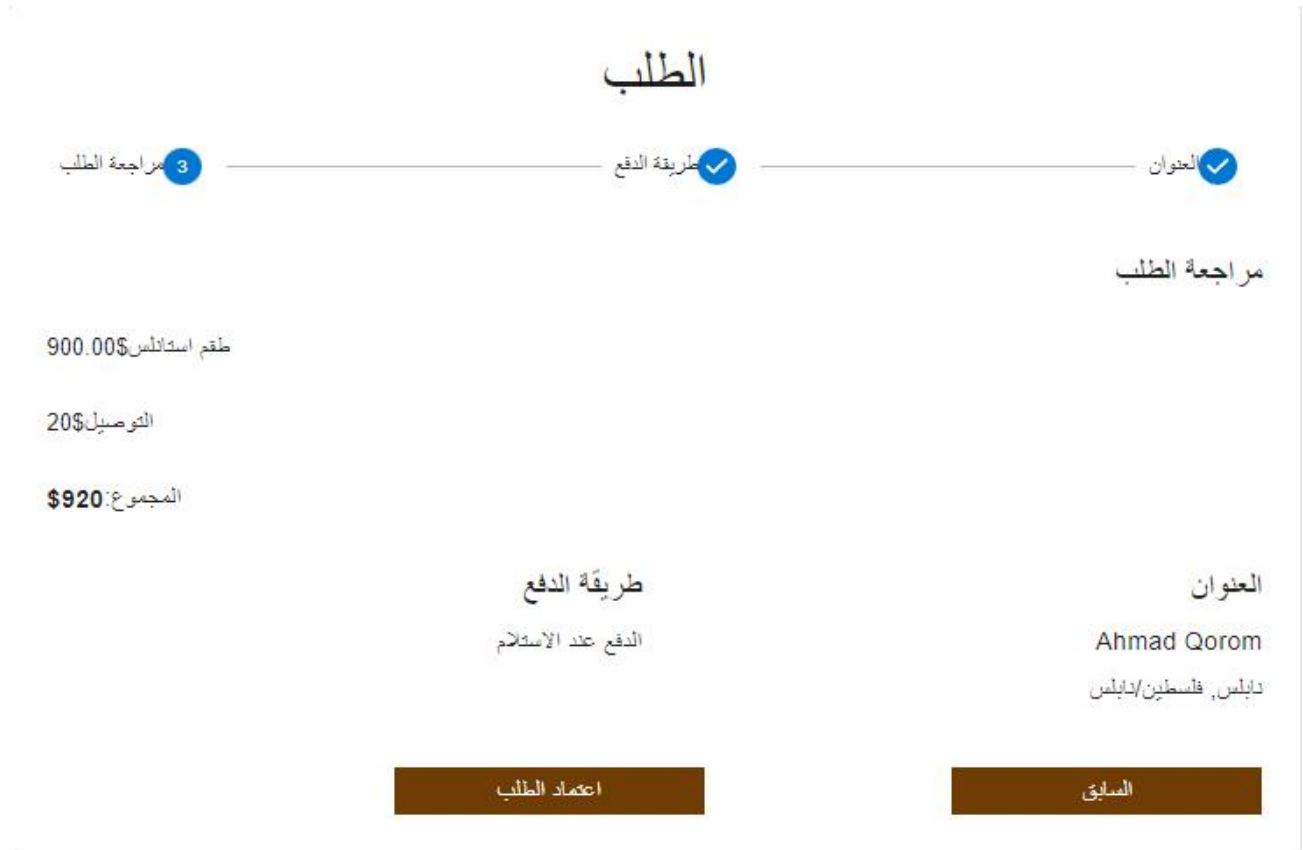 الطلب
العنوان
طريقة الدفع
3 مراجعة الطلب
مراجعة الطلب
طقم استانلس$900.00
التوصيل$20
المجموع:$920
العنوان
Ahmad Qorom
نابلس, فلسطين/نابلس
طريقة الدفع
الدفع عند الاستلام
السابق
اعتماد الطلب